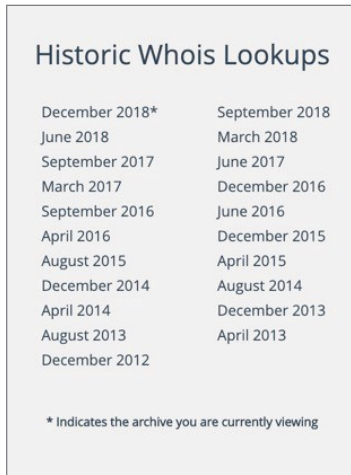 Historic Whois Lookups
December 2018* September 2018
June 2018 March 2018
September 2017 June 2017
March 2017 December 2016
September 2016 June 2016
April 2016 December 2015
August 2015 April 2015
December 2014 August 2014
April 2014 December 2013
August 2013 April 2013
December 2012
* Indicates the archive you are currently viewing